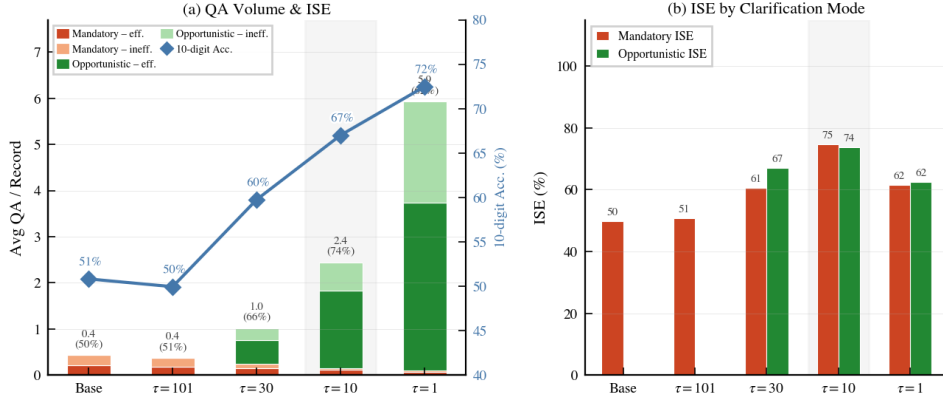 (a) QA Volume & ISE
Mandatory – eff.
Mandatory – ineff.
Opportunistic – eff.
Opportunistic – ineff.
10-digit Acc.
Avg QA / Record
7
6
5
4
3
2
1
0
80
75
70
65
60
55
50
45
40
10-digit Acc. (%)
51%
50%
60%
67%
72%
0.4
(50%)
0.4
(51%)
1.0
(66%)
2.4
(74%)
Base
τ = 101
τ = 30
τ = 10
τ = 1
(b) ISE by Clarification Mode
Mandatory ISE
Opportunistic ISE
ISE (%)
100
80
60
40
20
0
50
51
61
67
75
74
62
62
Base
τ = 101
τ = 30
τ = 10
τ = 1